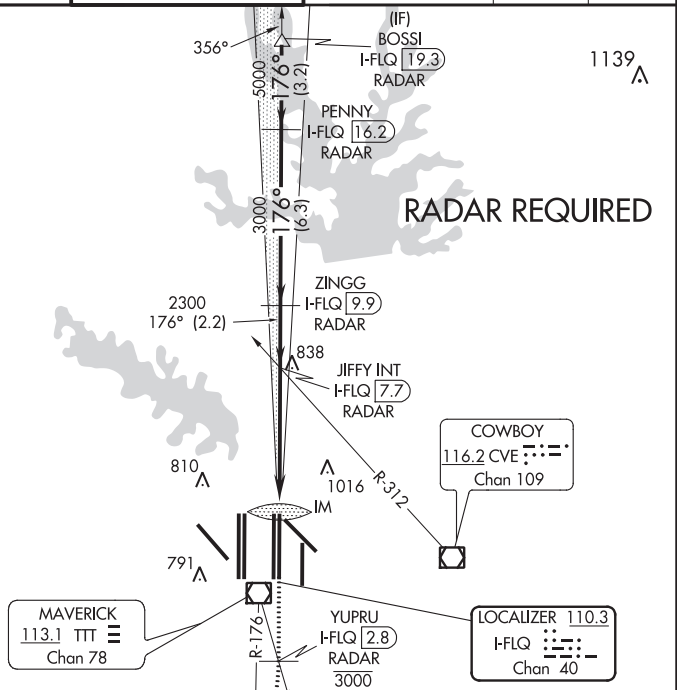 (IF)
BOSSI
I-FLQ 19.3
RADAR
356°
1139
5000
176°
(3.2)
PENNY
I-FLQ 16.2
RADAR
RADAR REQUIRED
3000
176°
(6.3)
ZINGG
I-FLQ 9.9
RADAR
2300
176° (2.2)
838
JIFFY INT
I-FLQ 7.7
RADAR
COWBOY
116.2 CVE
Chan 109
810
1016
R-312
IM
791
MAVERICK
113.1 TTT
Chan 78
R-176
YUPRU
I-FLQ 2.8
RADAR
3000
LOCALIZER 110.3
I-FLQ
Chan 40